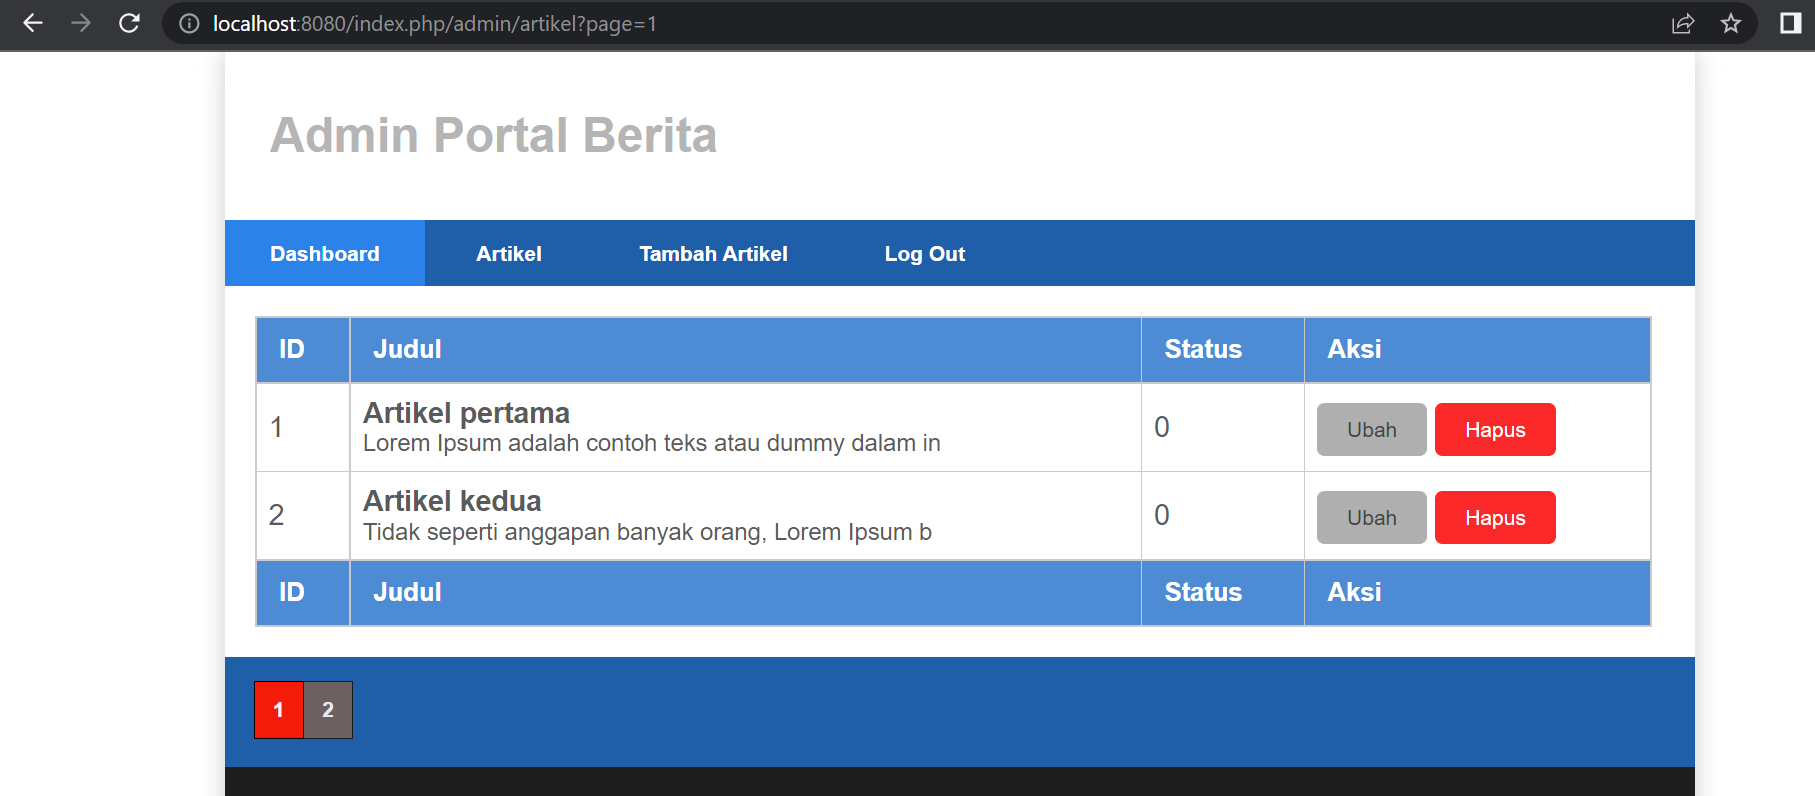 localhost:8080/index.php/admin/artikel?page=1
Admin Portal Berita
Dashboard Artikel Tambah Artikel Log Out
ID Judul Status Aksi
1 Artikel pertama 0 Ubah Hapus
Lorem Ipsum adalah contoh teks atau dummy dalam in
2 Artikel kedua 0 Ubah Hapus
Tidak seperti anggapan banyak orang, Lorem Ipsum b
ID Judul Status Aksi
1 2